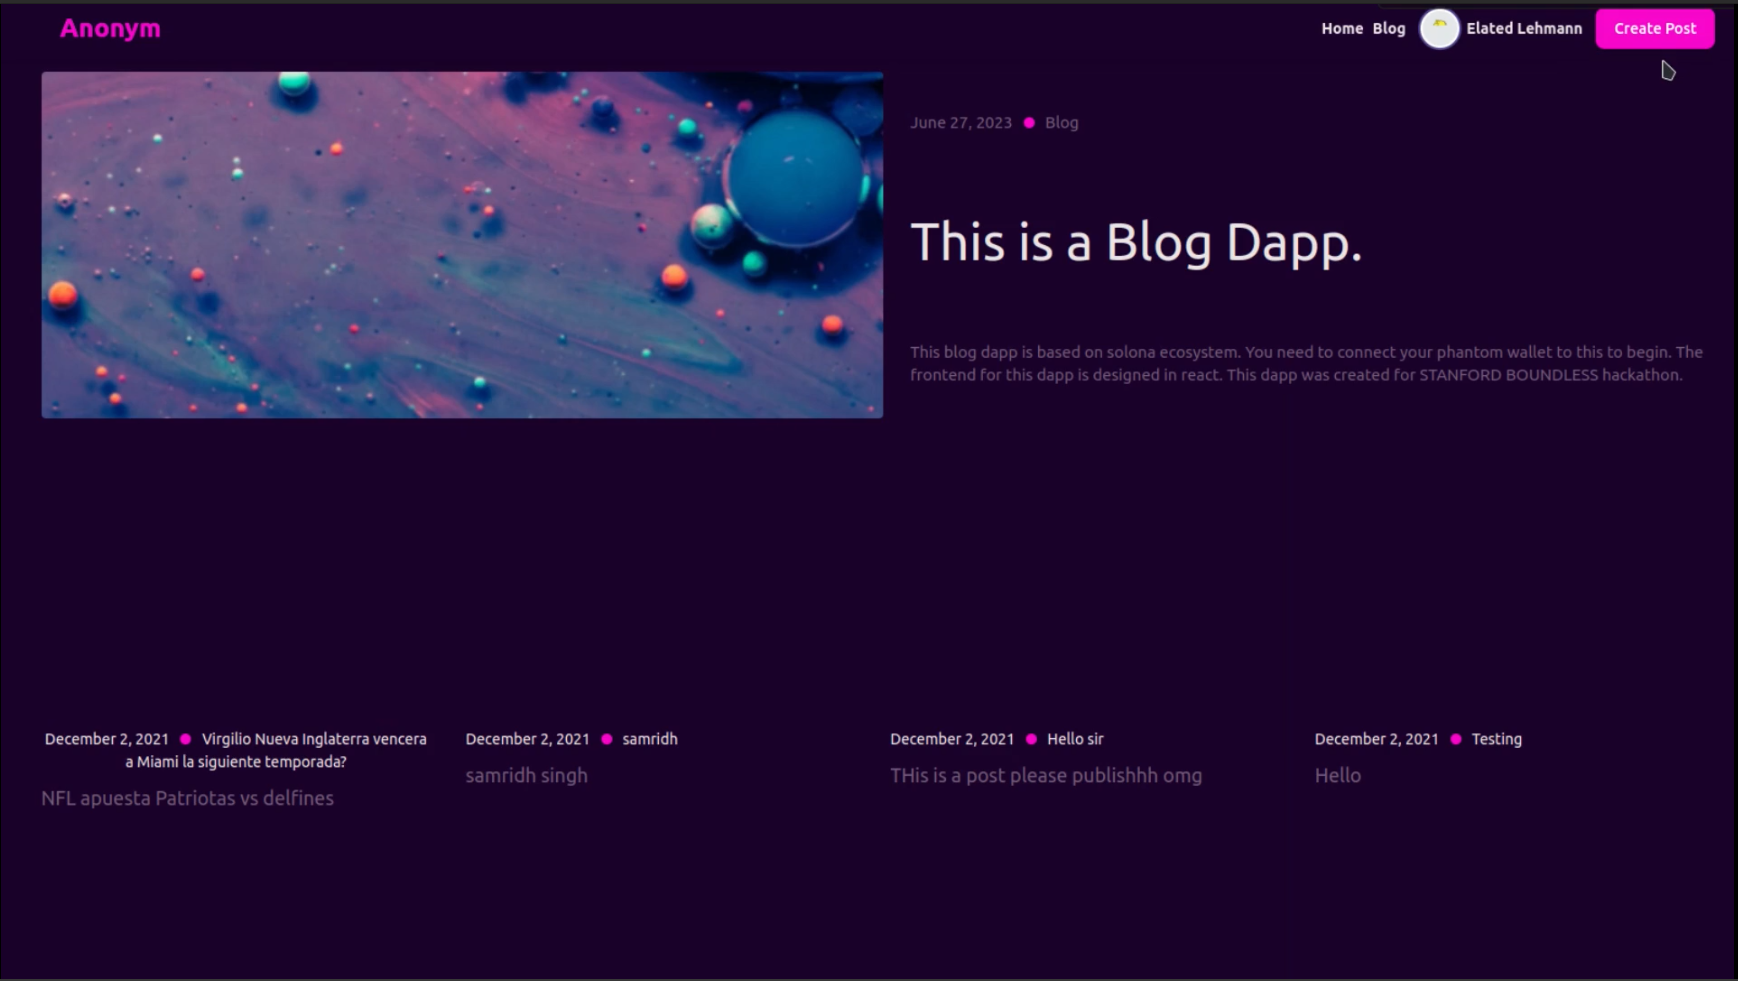 Anonym
Home Blog Elated Lehmann Create Post
June 27, 2023 Blog
This is a Blog Dapp.
This blog dapp is based on solona ecosystem. You need to connect your phantom wallet to this to begin. The
frontend for this dapp is designed in react. This dapp was created for STANFORD BOUNDLESS hackathon.
December 2, 2021 Virgilio Nueva Inglaterra vencera
a Miami la siguiente temporada?
NFL apuesta Patriotas vs delfines
December 2, 2021 samridh
samridh singh
December 2, 2021 Hello sir
THis is a post please publishhh omg
December 2, 2021 Testing
Hello